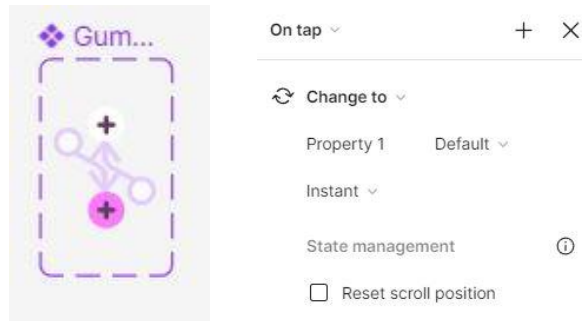 Gum...
On tap
Change to
Property 1 Default
Instant
State management
Reset scroll position